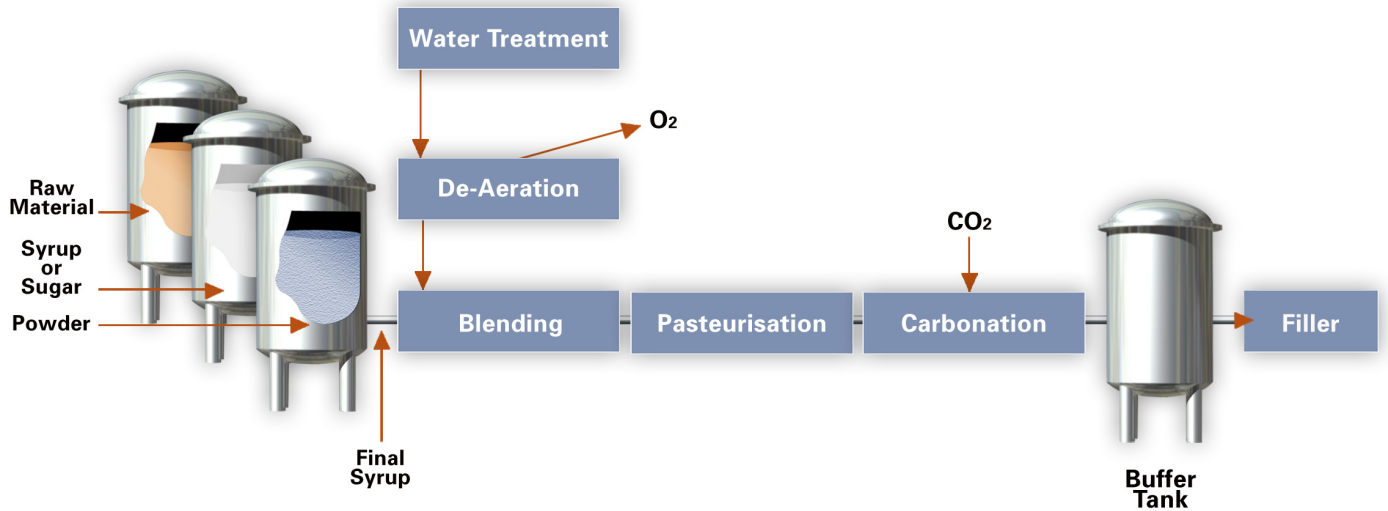 Water Treatment
O2
De-Aeration
Raw
Material
Syrup
or
Sugar
Powder
CO2
Blending
Pasteurisation
Carbonation
Filler
Final
Syrup
Buffer
Tank